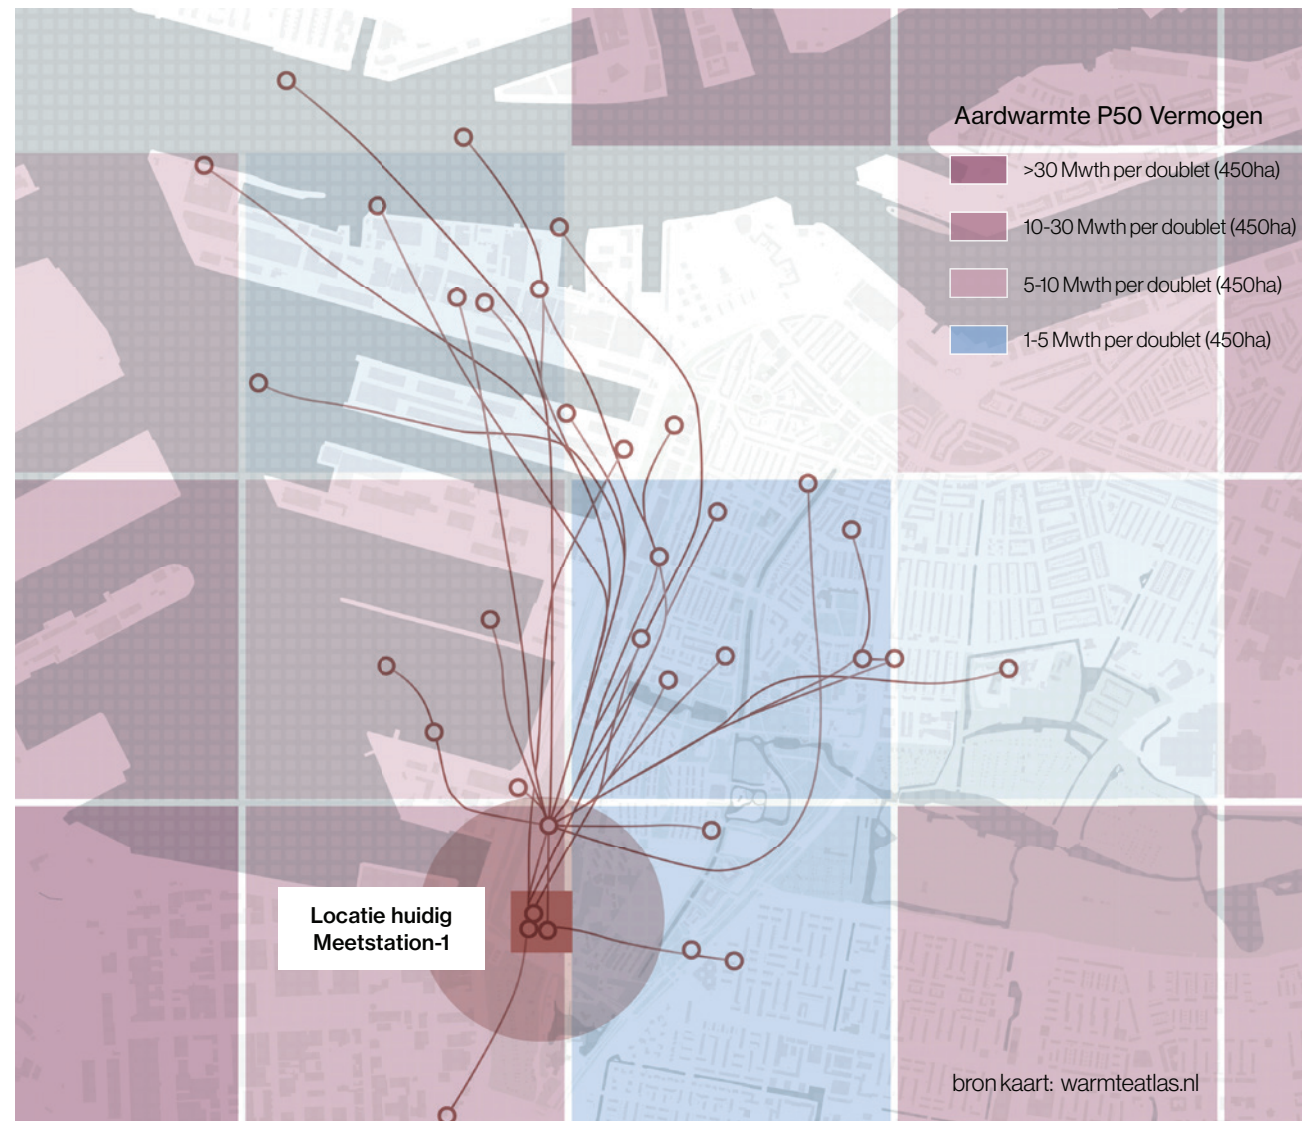 Aardwarmte P50 Vermogen
>30 Mwth per doublet (450ha)
10-30 Mwth per doublet (450ha)
5-10 Mwth per doublet (450ha)
1-5 Mwth per doublet (450ha)
Locatie huidig
Meetstation-1
bron kaart: warmteatlas.nl